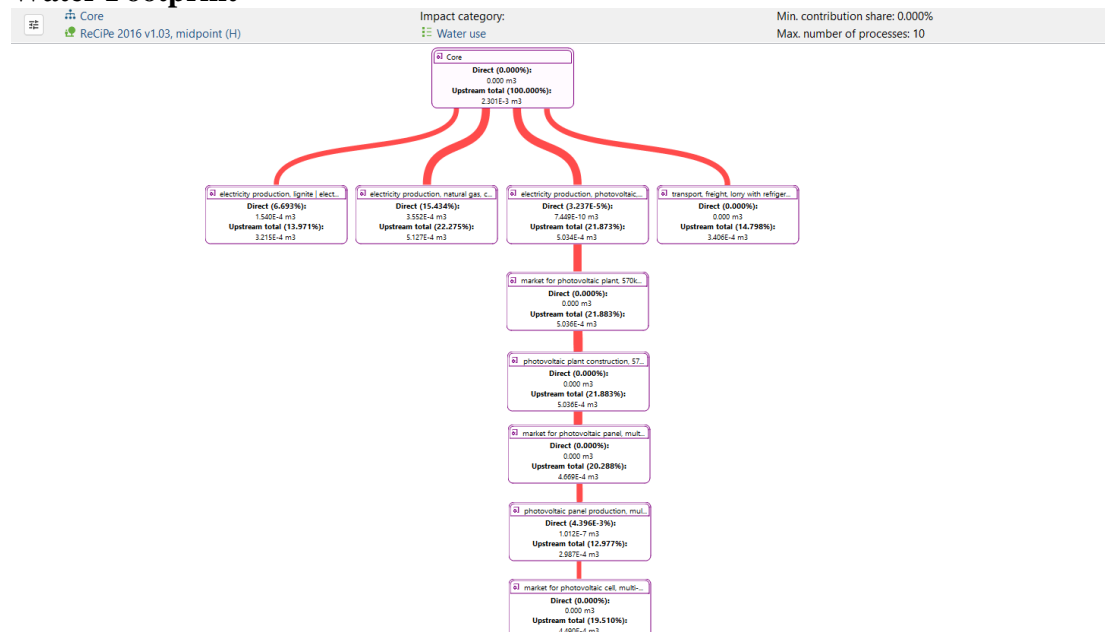 Water Footprint
Core
ReCiPe 2016 v1.03, midpoint (H)
Impact category:
Water use
Min. contribution share: 0.000%
Max. number of processes: 10
Core
Direct (0.000%):
0.000 m3
Upstream total (100.000%):
2.301E-3 m3
electricity production, lignite | elect...
Direct (6.693%):
1.540E-4 m3
Upstream total (13.971%):
3.215E-4 m3
electricity production, natural gas, c...
Direct (15.434%):
3.552E-4 m3
Upstream total (22.275%):
5.127E-4 m3
electricity production, photovoltaic,...
Direct (3.237E-5%):
7.449E-10 m3
Upstream total (21.873%):
5.034E-4 m3
transport, freight, lorry with refriger...
Direct (0.000%):
0.000 m3
Upstream total (14.798%):
3.406E-4 m3
market for photovoltaic plant, 570k...
Direct (0.000%):
0.000 m3
Upstream total (21.883%):
5.036E-4 m3
photovoltaic plant construction, 57...
Direct (0.000%):
0.000 m3
Upstream total (21.883%):
5.036E-4 m3
market for photovoltaic panel, mult...
Direct (0.000%):
0.000 m3
Upstream total (20.288%):
4.669E-4 m3
photovoltaic panel production, mul...
Direct (4.396E-3%):
1.012E-7 m3
Upstream total (12.977%):
2.987E-4 m3
market for photovoltaic cell, multi-...
Direct (0.000%):
0.000 m3
Upstream total (19.510%):
4.490E-4 m3